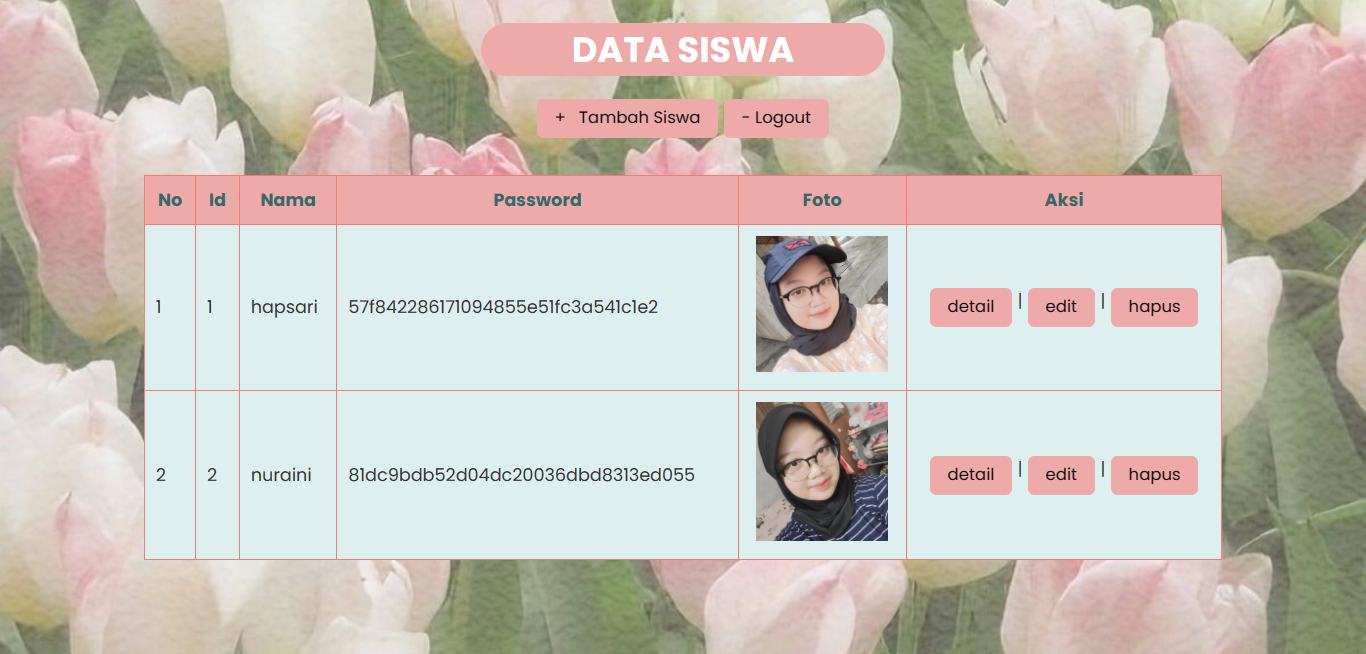 DATA SISWA
+ Tambah Siswa - Logout
No Id Nama Password Foto Aksi
1 1 hapsari 57f842286171094855e51fc3a541c1e2 detail | edit | hapus
2 2 nuraini 81dc9bdb52d04dc20036dbd8313ed055 detail | edit | hapus